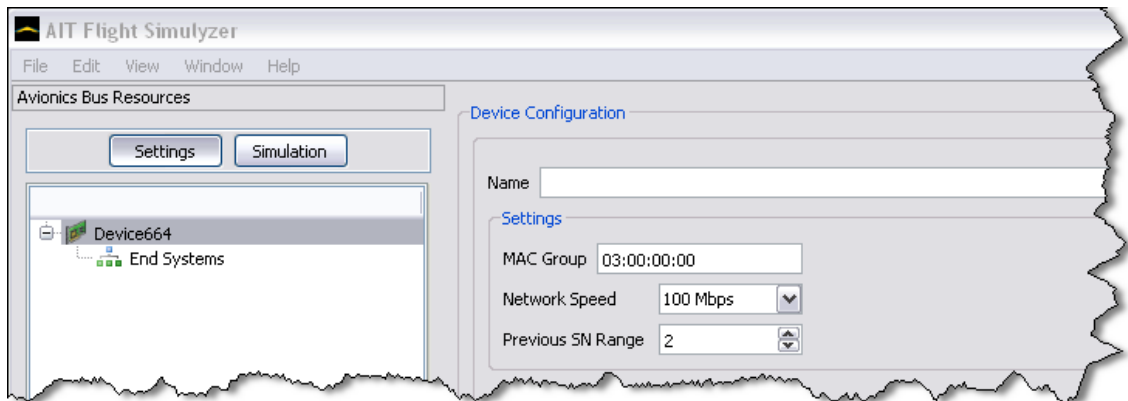 AIT Flight Simulyzer
File Edit View Window Help
Avionics Bus Resources
Settings Simulation
Device664
End Systems
Device Configuration
Name
Settings
MAC Group 03:00:00:00
Network Speed 100 Mbps
Previous SN Range 2